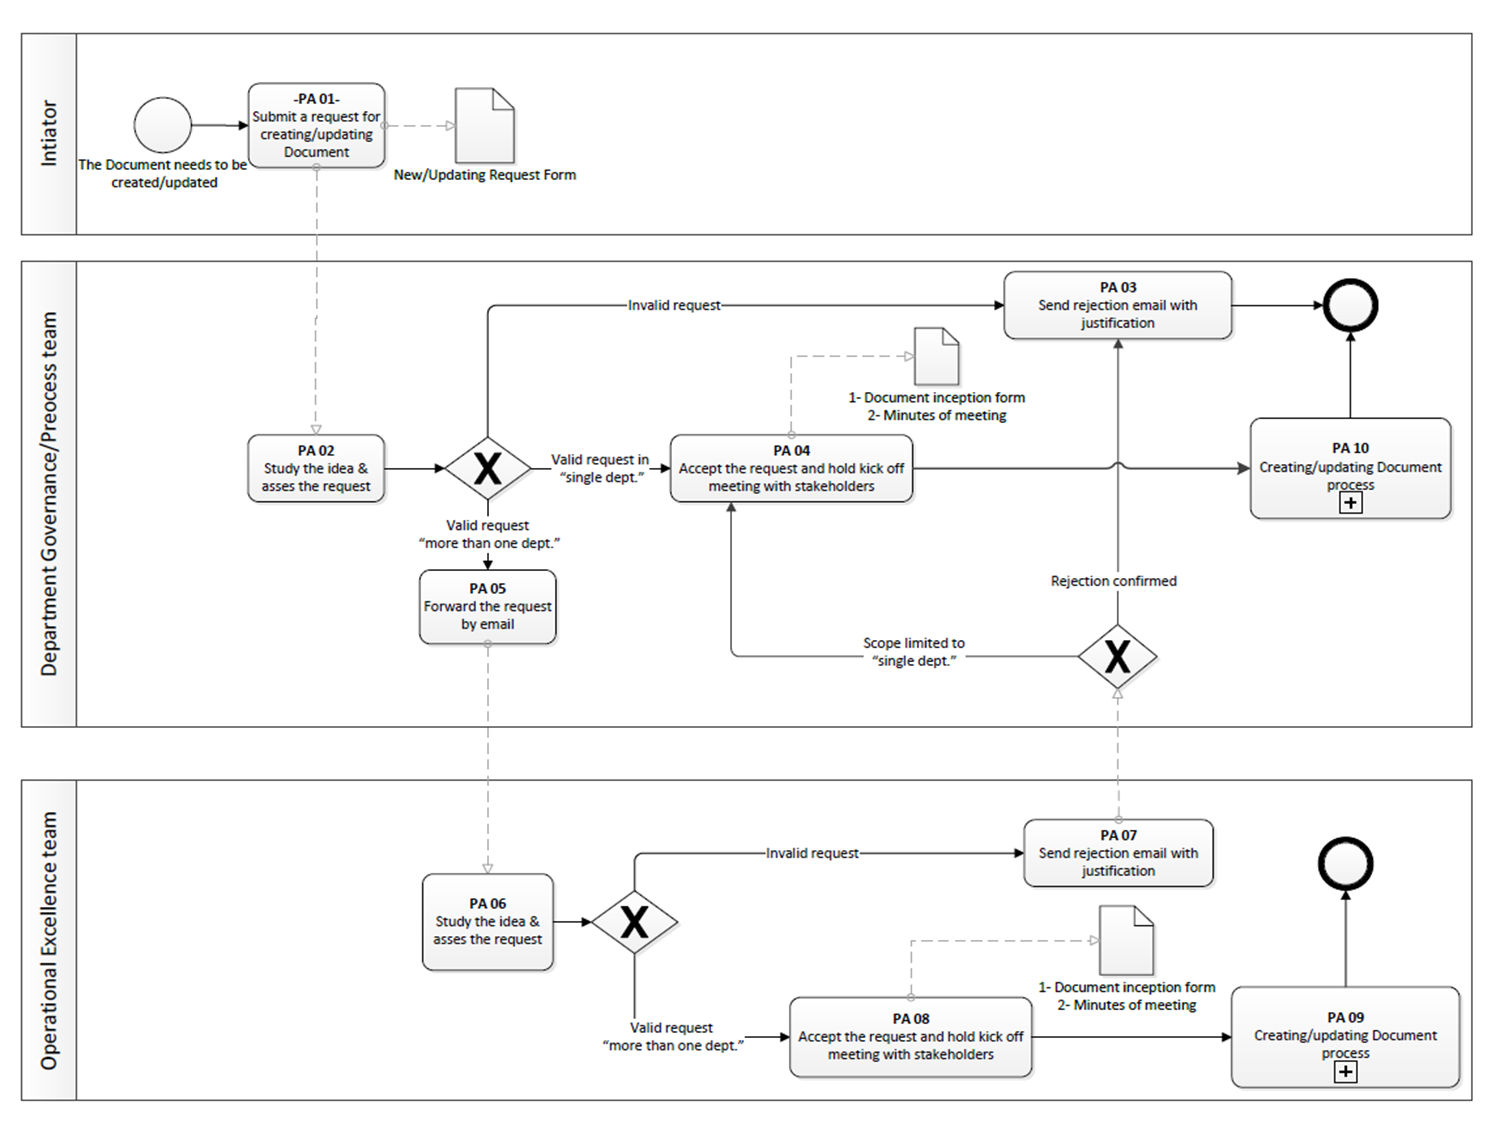 Intiator
-PA 01-
Submit a request for
creating/updating
Document
The Document needs to be
created/updated
New/Updating Request Form
Department Governance/Preocess team
PA 02
Study the idea &
asses the request
X
Invalid request
PA 03
Send rejection email with
justification
1- Document inception form
2- Minutes of meeting
Valid request in
“single dept.”
PA 04
Accept the request and hold kick off
meeting with stakeholders
PA 10
Creating/updating Document
process
Valid request
“more than one dept.”
PA 05
Forward the request
by email
Rejection confirmed
Scope limited to
“single dept.”
X
Operational Excellence team
PA 06
Study the idea &
asses the request
X
Invalid request
PA 07
Send rejection email with
justification
1- Document inception form
2- Minutes of meeting
Valid request
“more than one dept.”
PA 08
Accept the request and hold kick off
meeting with stakeholders
PA 09
Creating/updating Document
process